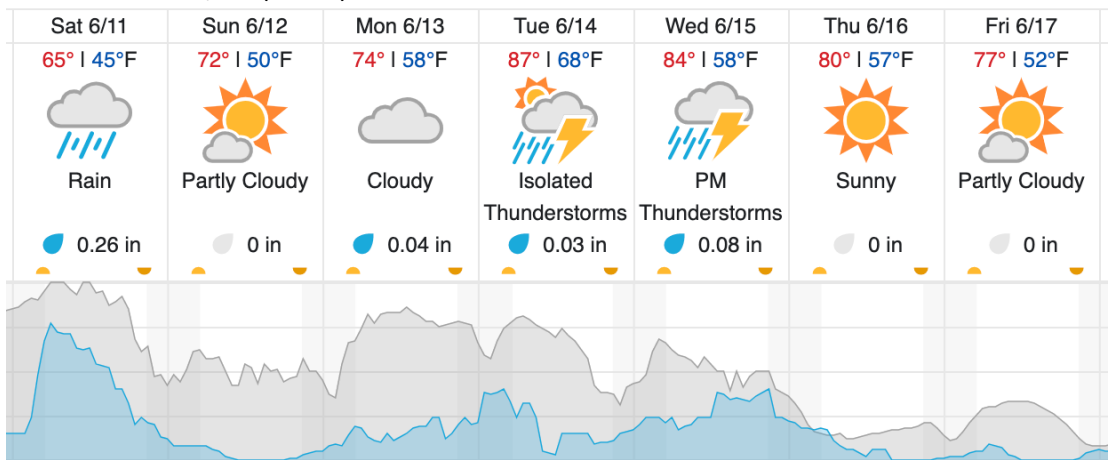 Sat 6/11
Sun 6/12
Mon 6/13
Tue 6/14
Wed 6/15
Thu 6/16
Fri 6/17
65° | 45°F
72° | 50°F
74° | 58°F
87° | 68°F
84° | 58°F
80° | 57°F
77° | 52°F
Rain
Partly Cloudy
Cloudy
Isolated
Thunderstorms
PM
Thunderstorms
Sunny
Partly Cloudy
0.26 in
0 in
0.04 in
0.03 in
0.08 in
0 in
0 in